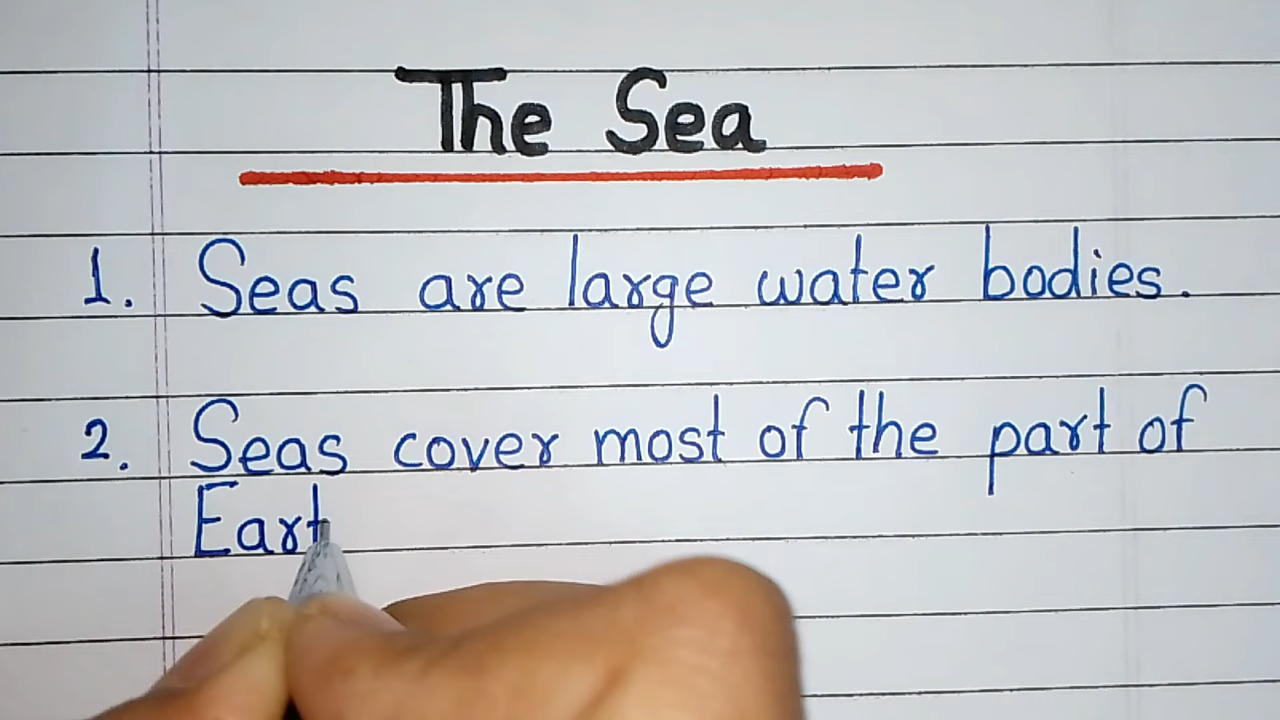 The Sea
1. Seas are large water bodies.
2. Seas cover most of the part of
Eart